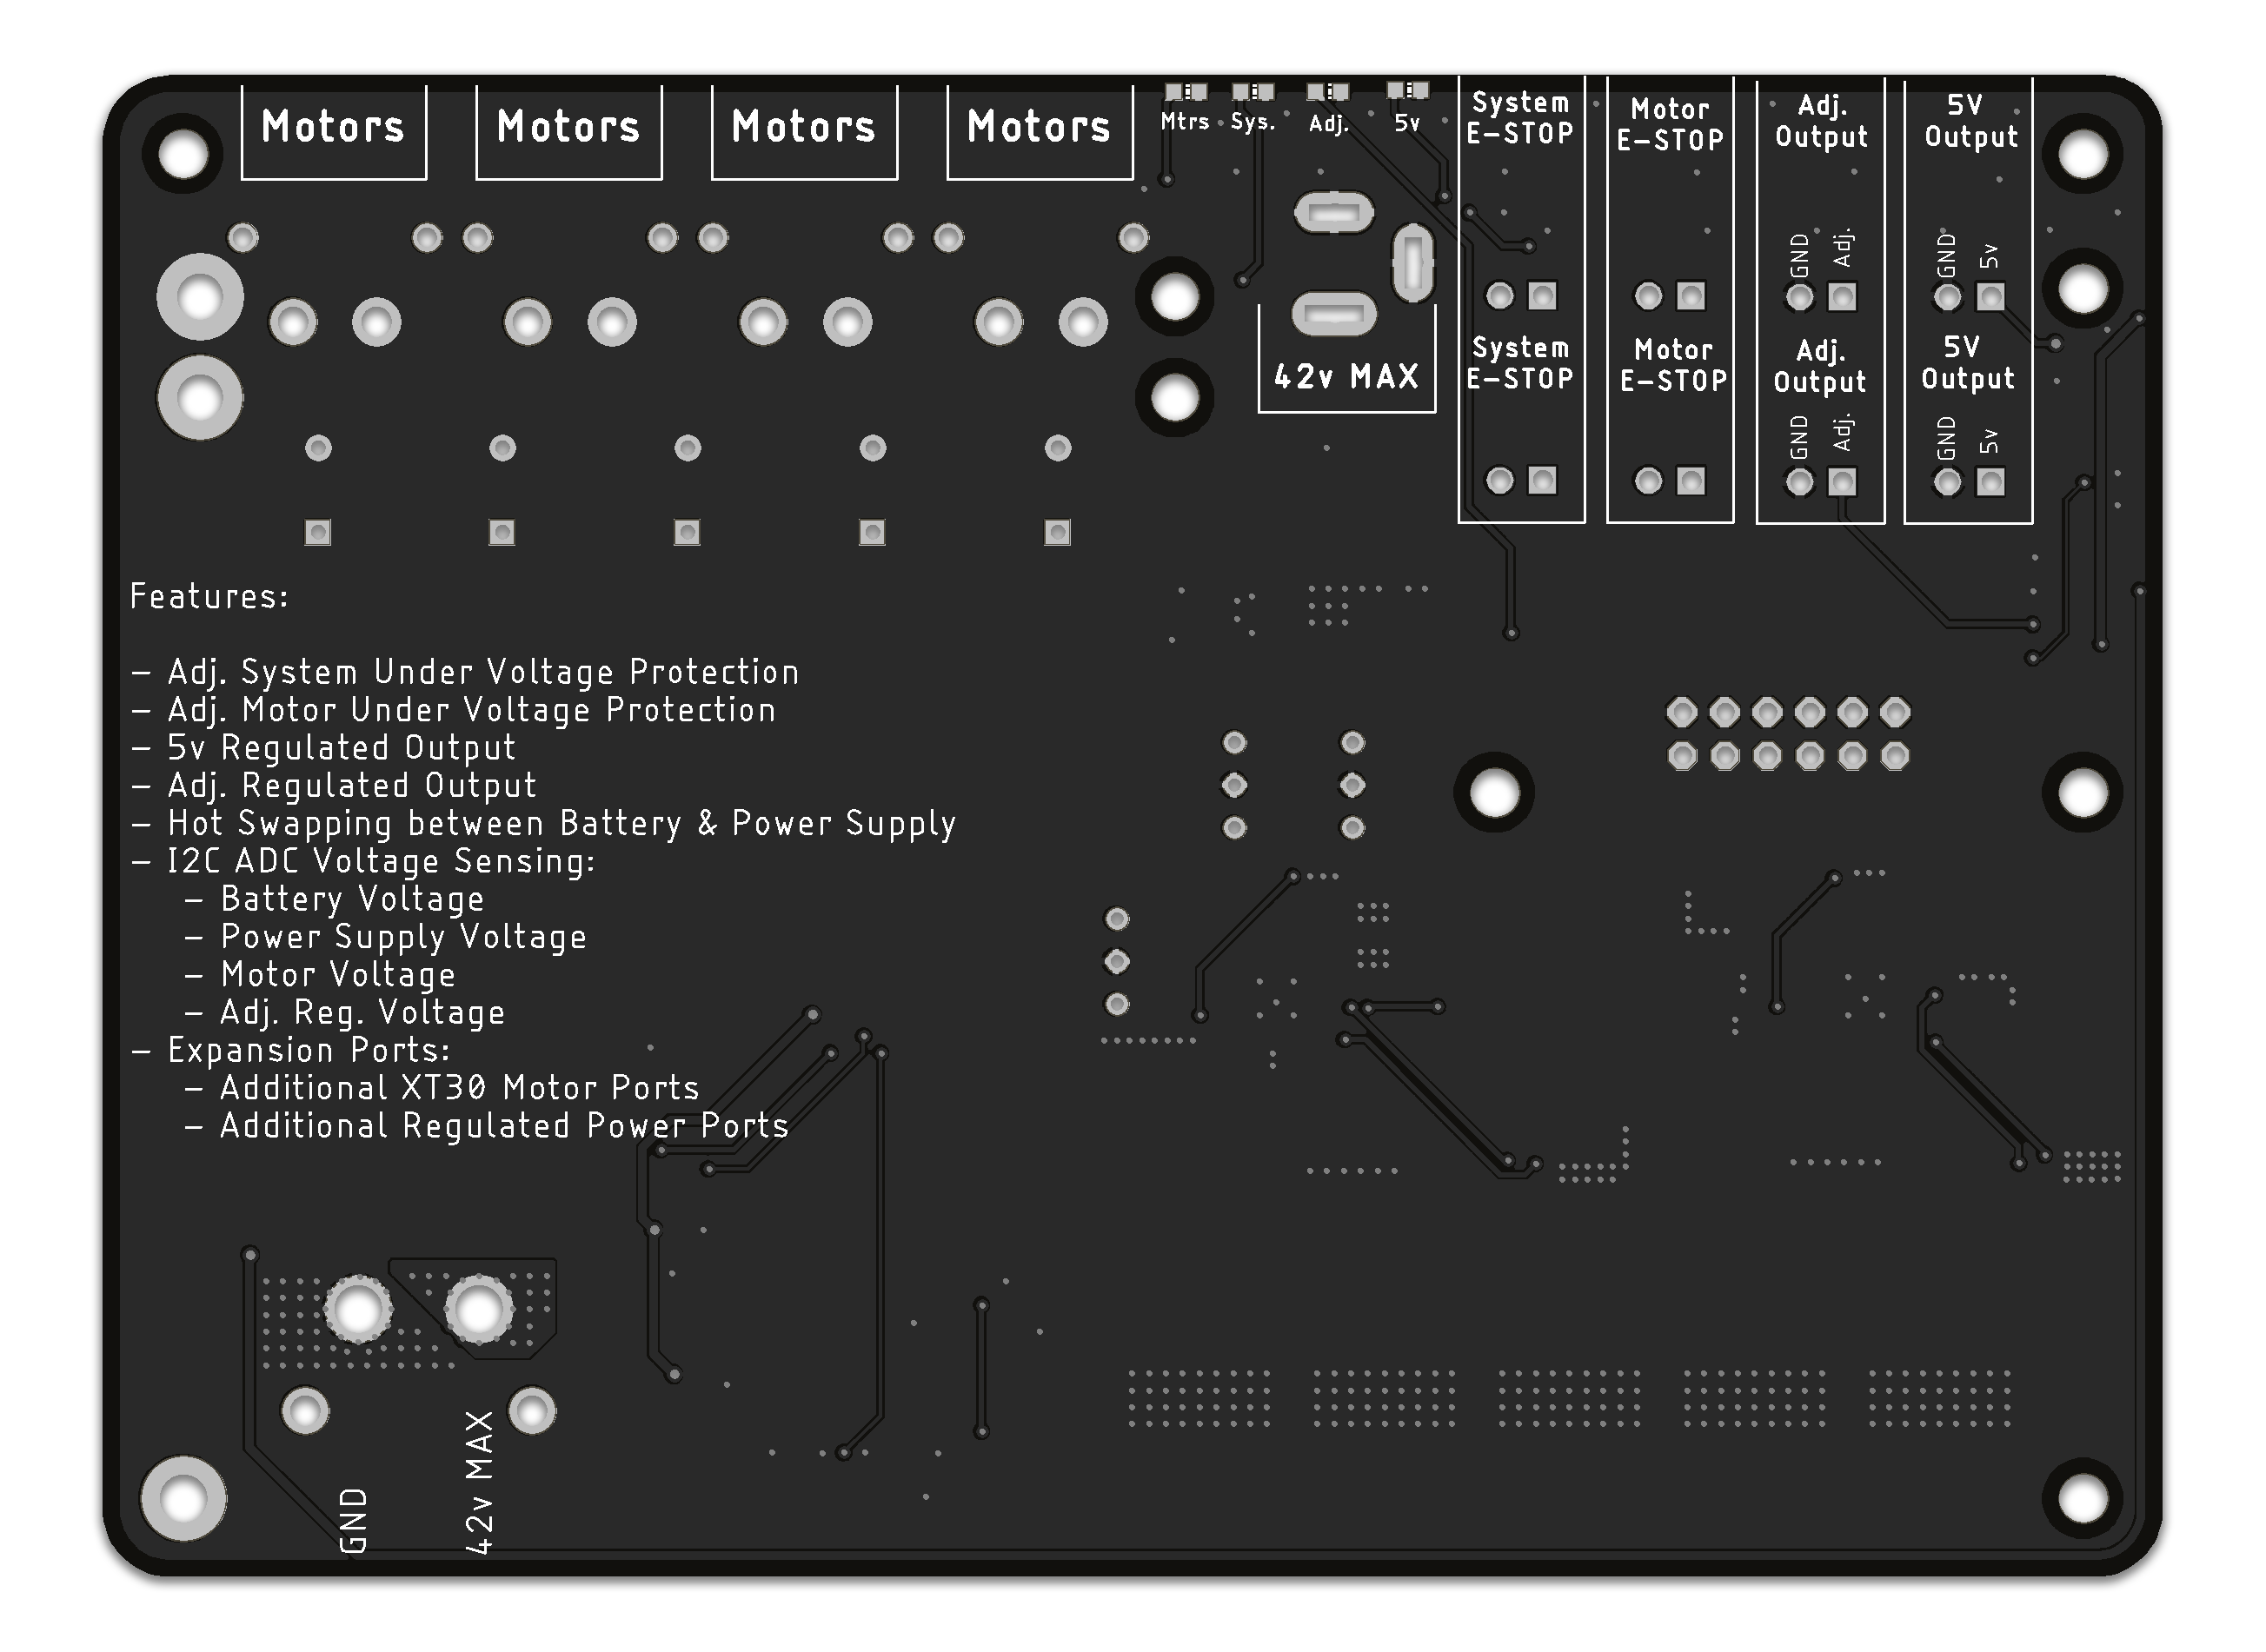 Motors
Motors
Motors
Motors
Mtrs
Sys.
Adj.
5v
System
E-STOP
Motor
E-STOP
Adj.
Output
5V
Output
GND
Adj.
GND
5v
42v MAX
System
E-STOP
Motor
E-STOP
Adj.
Output
5V
Output
GND
Adj.
GND
5v
Features:
- Adj. System Under Voltage Protection
- Adj. Motor Under Voltage Protection
- 5v Regulated Output
- Adj. Regulated Output
- Hot Swapping between Battery & Power Supply
- I2C ADC Voltage Sensing:
- Battery Voltage
- Power Supply Voltage
- Motor Voltage
- Adj. Reg. Voltage
- Expansion Ports:
- Additional XT30 Motor Ports
- Additional Regulated Power Ports
GND
42v MAX